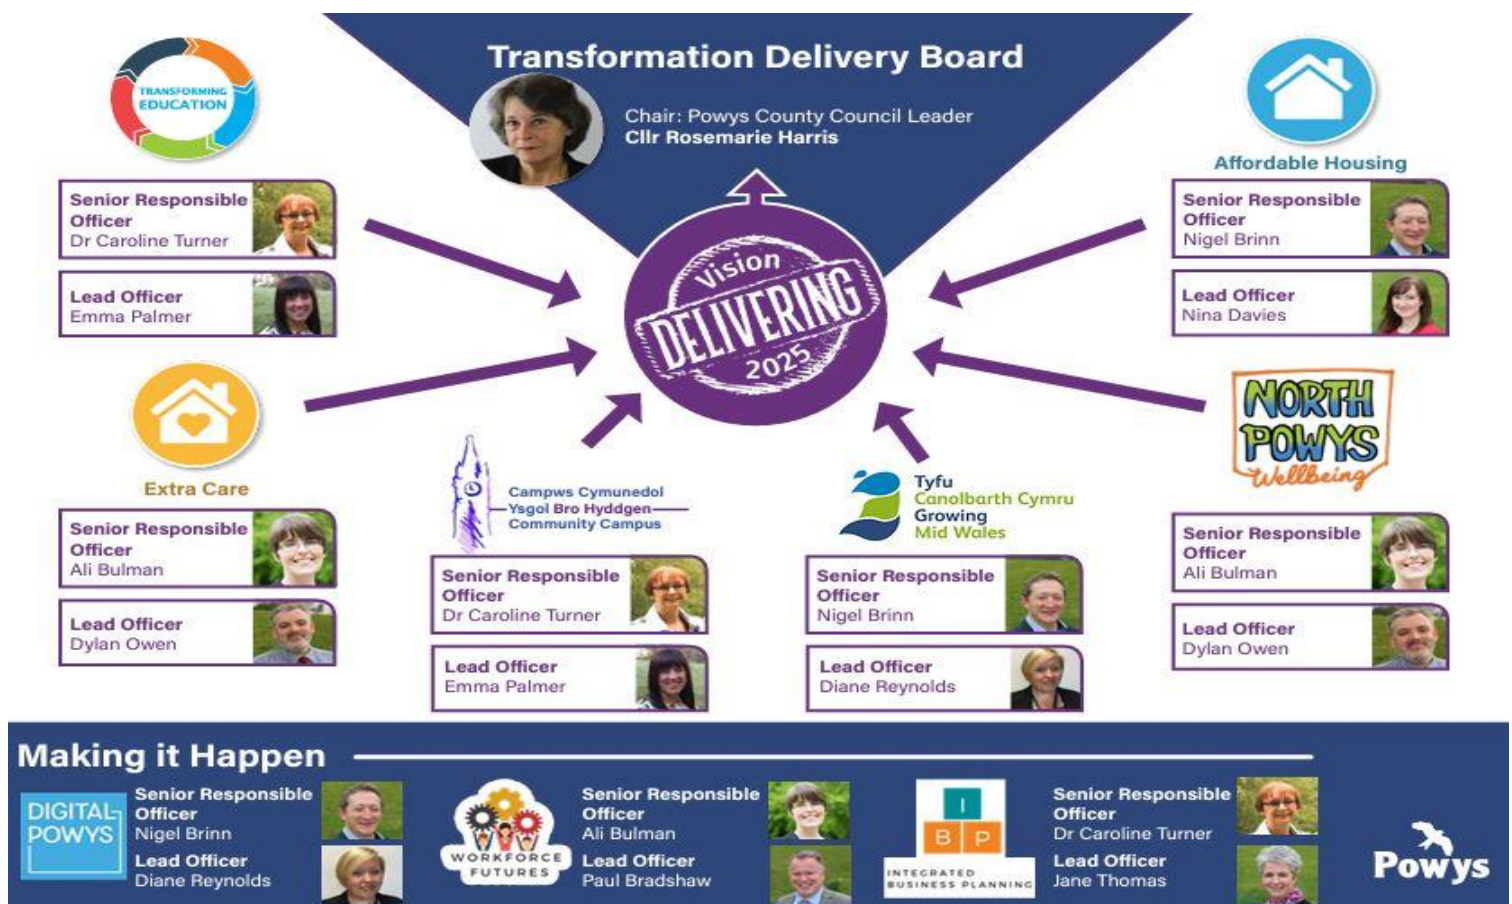 Transformation Delivery Board
Chair: Powys County Council Leader
Cllr Rosemarie Harris
TRANSFORMING
EDUCATION
Senior Responsible
Officer
Dr Caroline Turner
Lead Officer
Emma Palmer
Affordable Housing
Senior Responsible
Officer
Nigel Brinn
Lead Officer
Nina Davies
Vision
DELIVERING
2025
Extra Care
Senior Responsible
Officer
Ali Bulman
Lead Officer
Dylan Owen
Campws Cymunedol
Ysgol Bro Hyddgen
Community Campus
Senior Responsible
Officer
Dr Caroline Turner
Lead Officer
Emma Palmer
Tyfu
Canolbarth Cymru
Growing
Mid Wales
Senior Responsible
Officer
Nigel Brinn
Lead Officer
Diane Reynolds
NORTH
POWYS
Wellbeing
Senior Responsible
Officer
Ali Bulman
Lead Officer
Dylan Owen
Making it Happen
DIGITAL
POWYS
Senior Responsible
Officer
Nigel Brinn
Lead Officer
Diane Reynolds
WORKFORCE
FUTURES
Senior Responsible
Officer
Ali Bulman
Lead Officer
Paul Bradshaw
I
B P
INTEGRATED
BUSINESS PLANNING
Senior Responsible
Officer
Dr Caroline Turner
Lead Officer
Jane Thomas
Powys